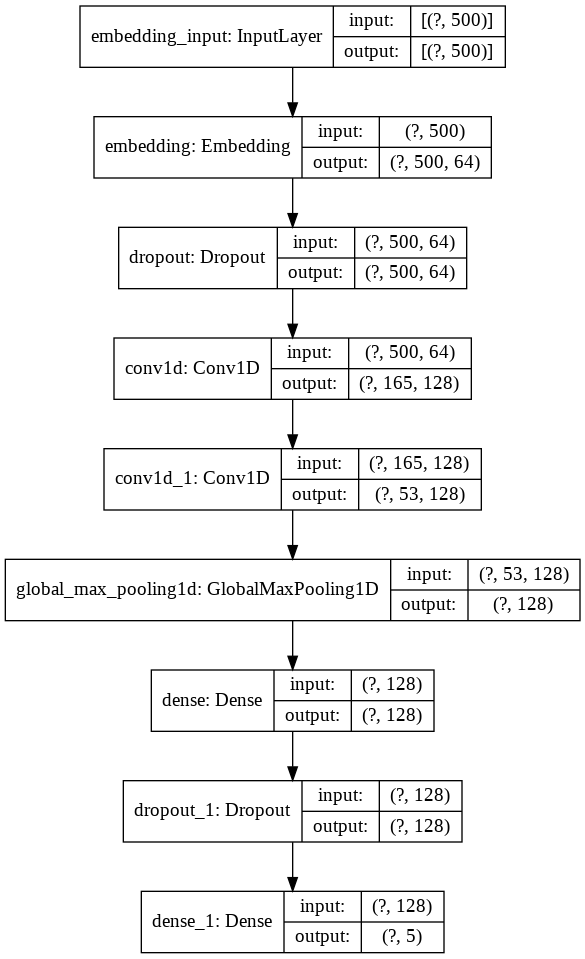 embedding_input: InputLayer
input: [(?, 500)]
output: [(?, 500)]
embedding: Embedding
input: (?, 500)
output: (?, 500, 64)
dropout: Dropout
input: (?, 500, 64)
output: (?, 500, 64)
conv1d: Conv1D
input: (?, 500, 64)
output: (?, 165, 128)
conv1d_1: Conv1D
input: (?, 165, 128)
output: (?, 53, 128)
global_max_pooling1d: GlobalMaxPooling1D
input: (?, 53, 128)
output: (?, 128)
dense: Dense
input: (?, 128)
output: (?, 128)
dropout_1: Dropout
input: (?, 128)
output: (?, 128)
dense_1: Dense
input: (?, 128)
output: (?, 5)